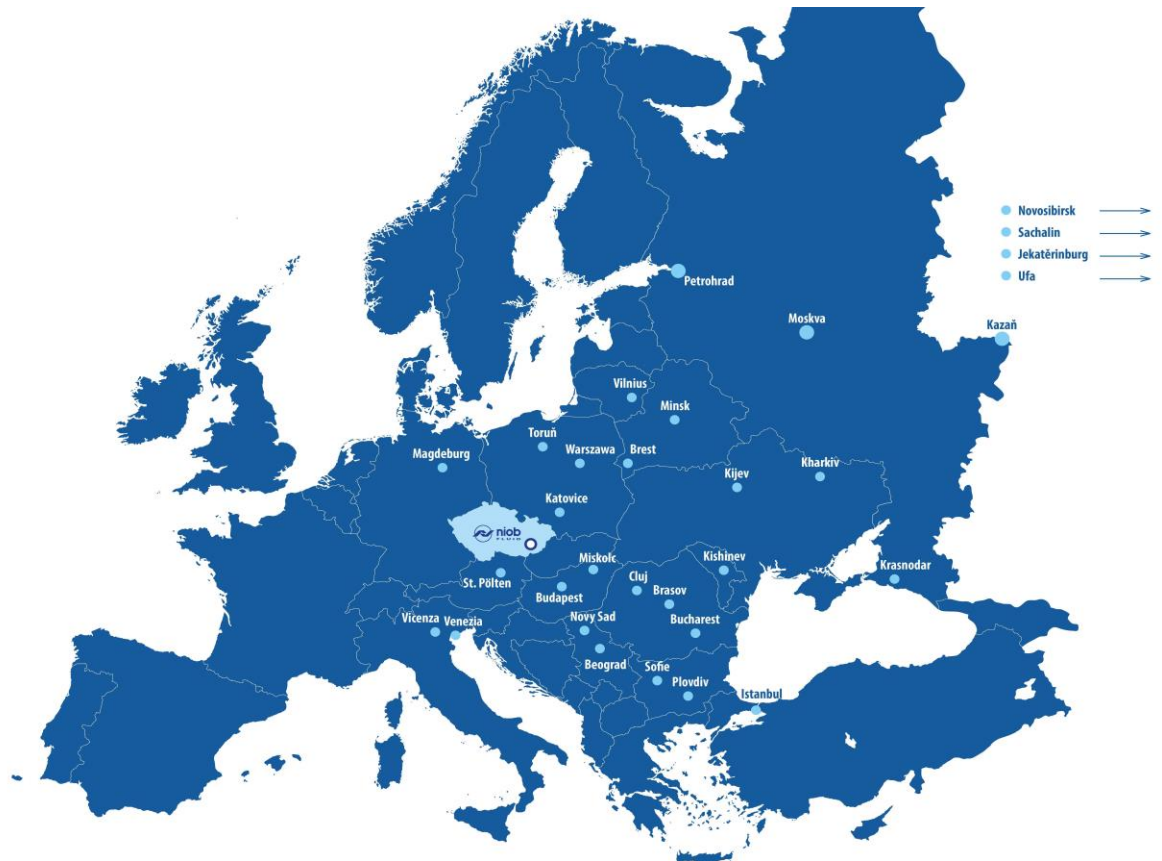 Novosibirsk
Sachalin
Jekatěrinburg
Ufa
Petrohrad
Moskva
Kazaň
Vilnius
Minsk
Toruň
Warszawa
Brest
Magdeburg
Kijev
Kharkiv
Katovice
niob
FLUID
Miskolc
Kishinev
St. Pölten
Budapest
Cluj
Brasov
Krasnodar
Vicenza
Venezia
Novy Sad
Bucharest
Beograd
Sofie
Plovdiv
Istanbul